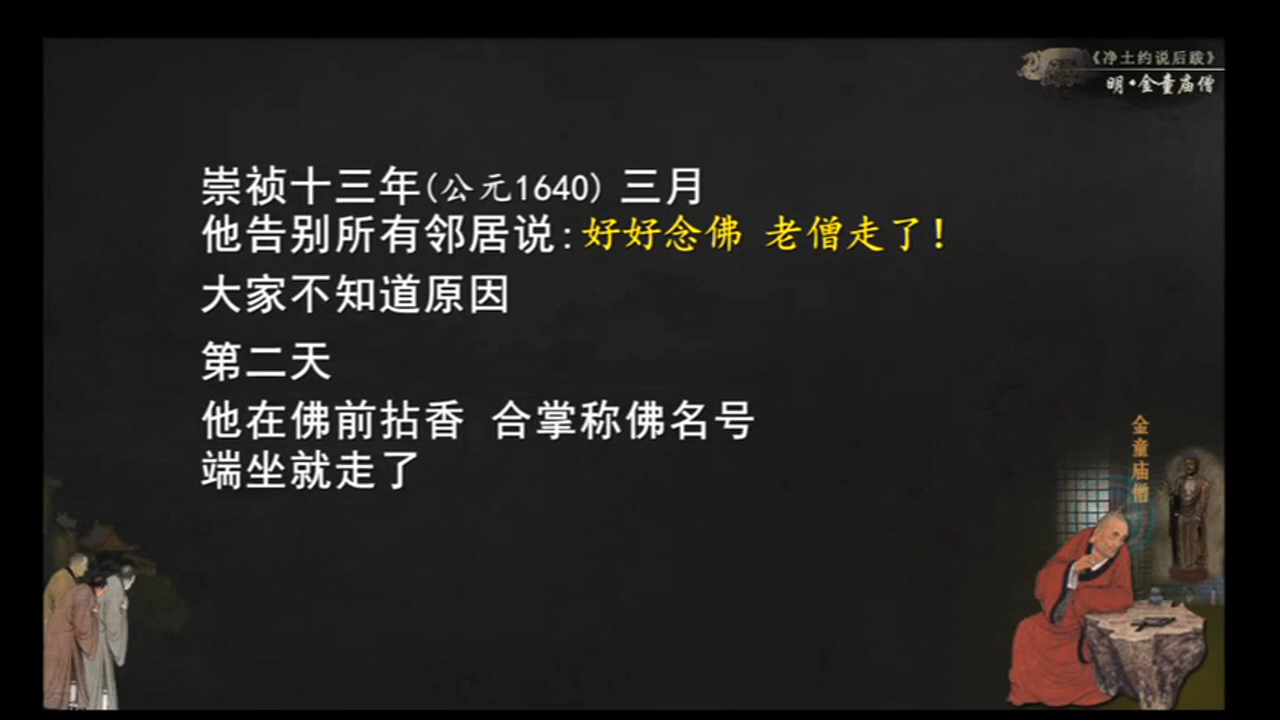 《净土约说后跋》
明·金童庙僧
崇祯十三年(公元1640) 三月
他告别所有邻居说:好好念佛 老僧走了!
大家不知道原因
第二天
他在佛前拈香 合掌称佛名号
端坐就走了
金童庙僧